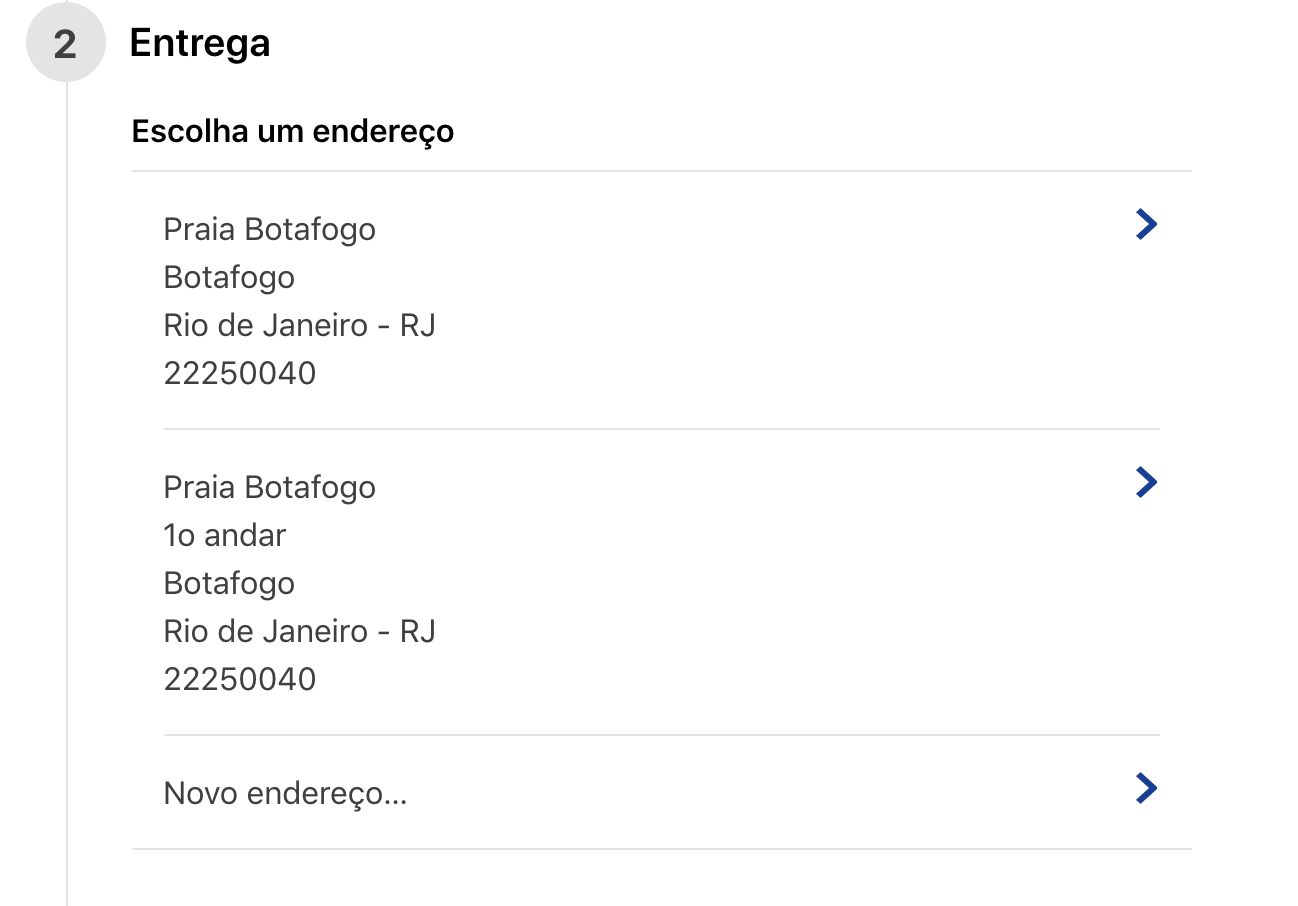 2
Entrega
Escolha um endereço
Praia Botafogo
Botafogo
Rio de Janeiro - RJ
22250040
Praia Botafogo
1o andar
Botafogo
Rio de Janeiro - RJ
22250040
Novo endereço...